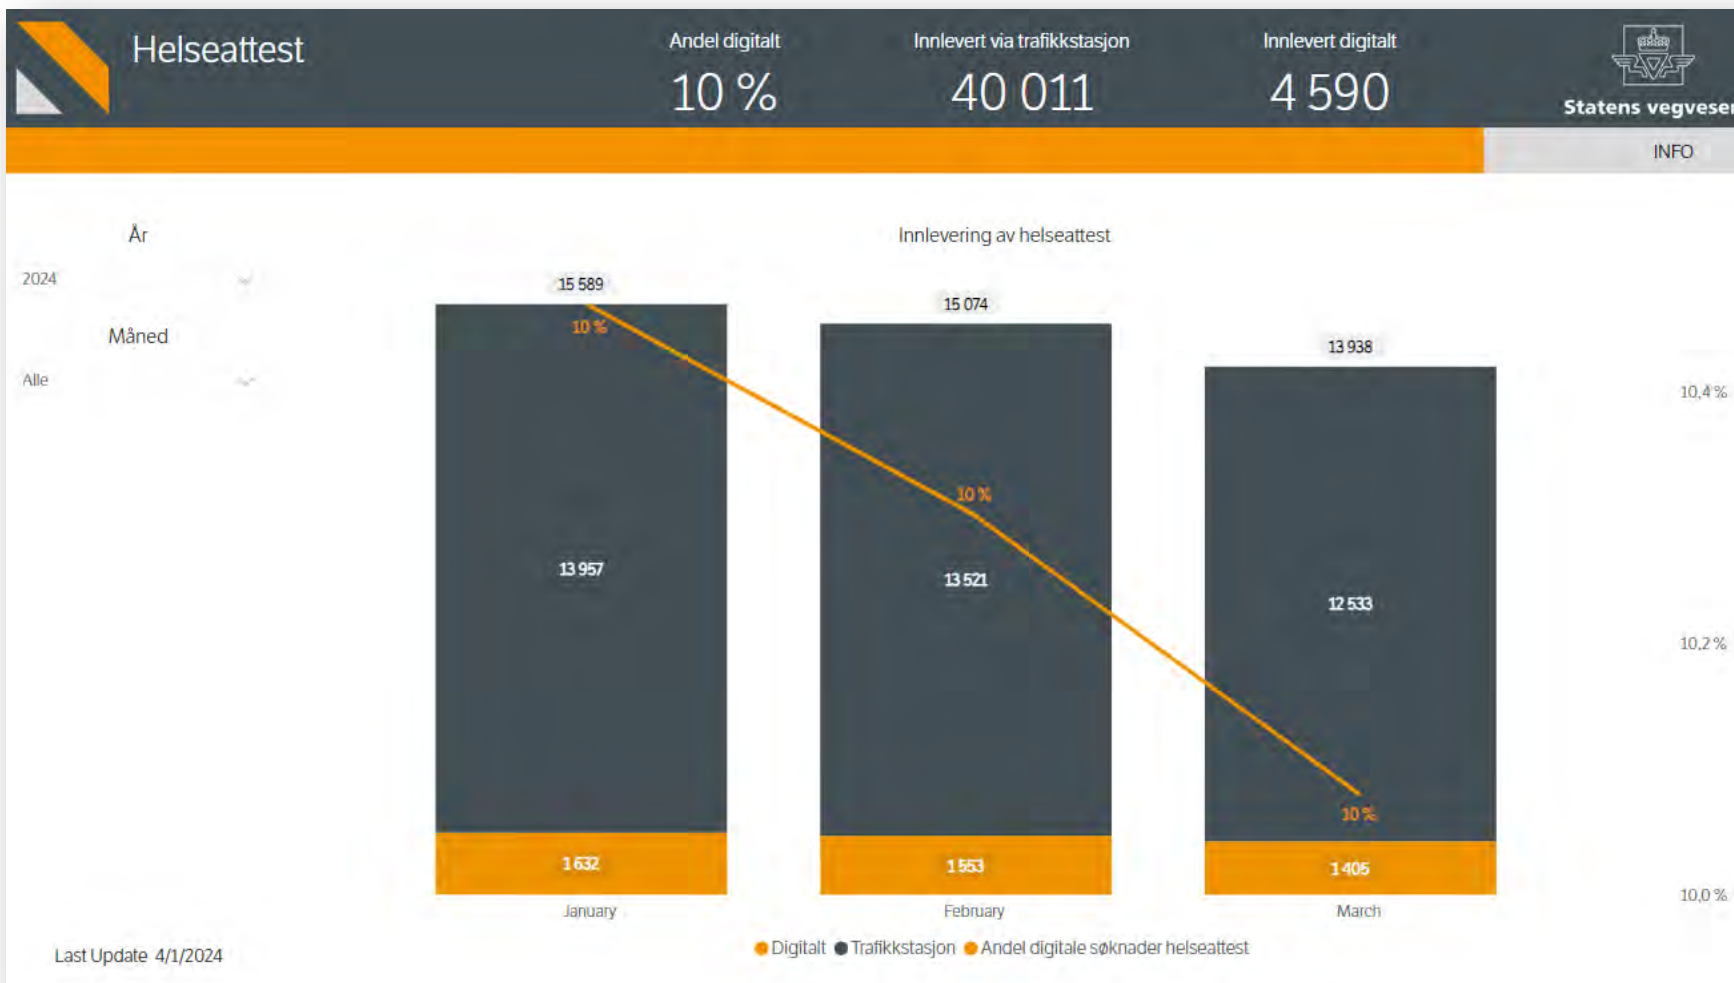 Helseattest
Andel digitalt
10 %
Innlevert via trafikkstasjon
40 011
Innlevert digitalt
4 590
Statens vegvesen
INFO
År
2024
Måned
Alle
Innlevering av helseattest
15 589
15 074
13 938
10 %
10 %
10 %
13 957
13 521
12 533
1 632
1 553
1 405
10,4 %
10,2 %
10,0 %
January
February
March
Digitalt
Trafikkstasjon
Andel digitale søknader helseattest
Last Update 4/1/2024